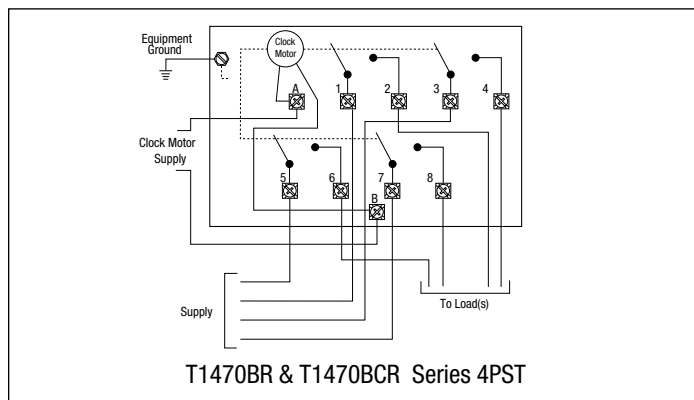 Equipment
Ground
Clock
Motor
A
1
2
3
4
Clock Motor
Supply
5
6
7
8
B
Supply
To Load(s)
T1470BR & T1470BCR Series 4PST